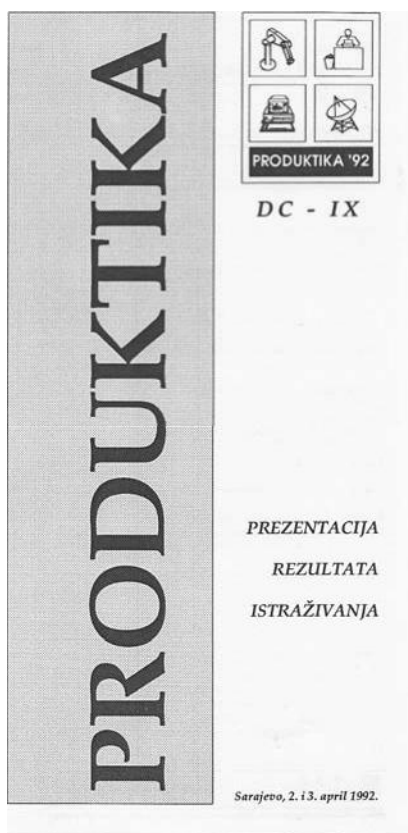 PRODUKTIKA
PRODUKTIKA '92
DC - IX
PREZENTACIJA
REZULTATA
ISTRAŽIVANJA
Sarajevo, 2. i 3. april 1992.